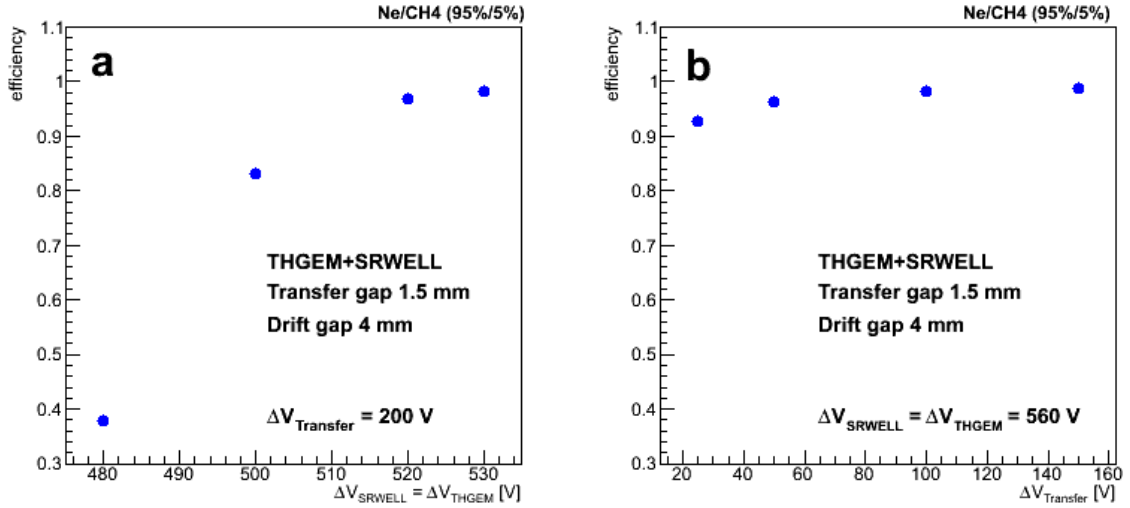 Ne/CH4 (95%/5%)
efficiency
a
1.1
1
0.9
0.8
0.7
0.6
0.5
0.4
0.3
THGEM+SRWELL
Transfer gap 1.5 mm
Drift gap 4 mm
ΔVTransfer = 200 V
480 490 500 510 520 530
ΔVSRWELL = ΔVTHGEM [V]
Ne/CH4 (95%/5%)
efficiency
b
1.1
1
0.9
0.8
0.7
0.6
0.5
0.4
0.3
THGEM+SRWELL
Transfer gap 1.5 mm
Drift gap 4 mm
ΔVSRWELL = ΔVTHGEM = 560 V
20 40 60 80 100 120 140 160
ΔVTransfer [V]